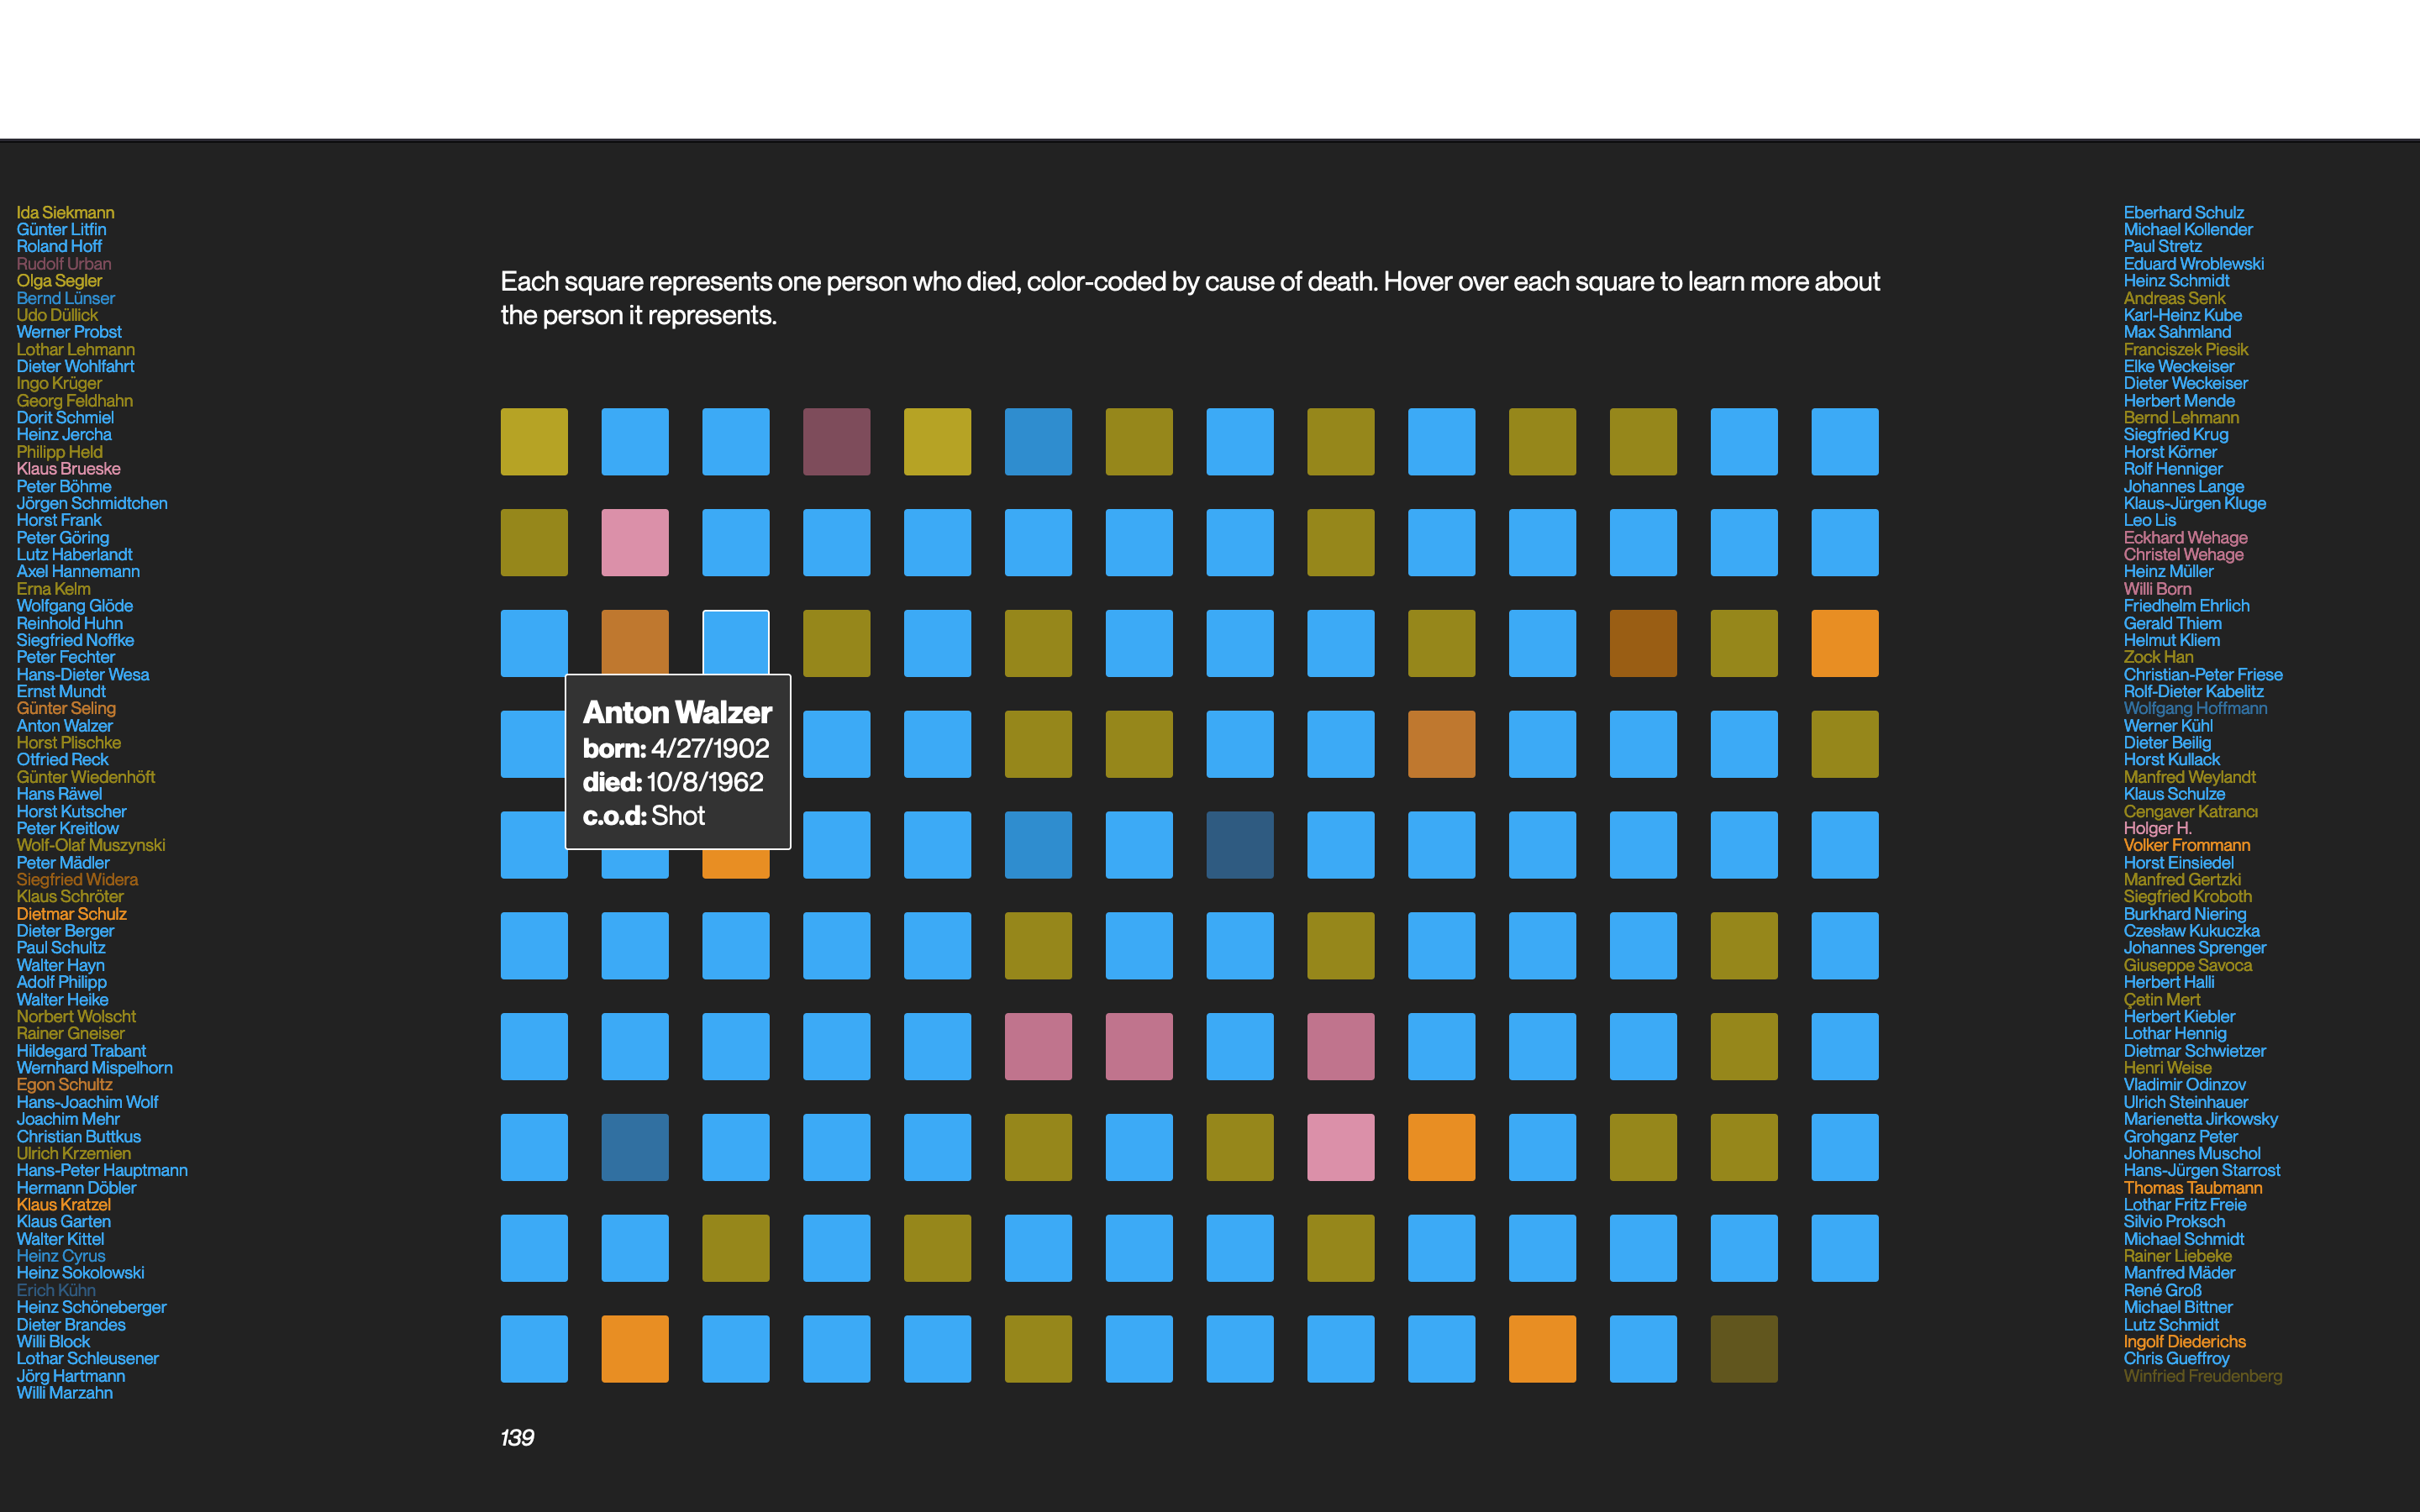 Ida Siekmann
Günter Litfin
Roland Hoff
Rudolf Urban
Olga Segler
Bernd Lünser
Udo Düllick
Werner Probst
Lothar Lehmann
Dieter Wohlfahrt
Ingo Krüger
Georg Feldhahn
Dorit Schmiel
Heinz Jercha
Philipp Held
Klaus Brueske
Peter Böhme
Jörgen Schmidtchen
Horst Frank
Peter Göring
Lutz Haberlandt
Axel Hannemann
Erna Kelm
Wolfgang Glöde
Reinhold Huhn
Siegfried Noffke
Peter Fechter
Hans-Dieter Wesa
Ernst Mundt
Günter Seling
Anton Walzer
Horst Plischke
Otfried Reck
Günter Wiedenhöft
Hans Räwel
Horst Kutscher
Peter Kreitlow
Wolf-Olaf Muszynski
Peter Mädler
Siegfried Widera
Klaus Schröter
Dietmar Schulz
Dieter Berger
Paul Schultz
Walter Hayn
Adolf Philipp
Walter Heike
Norbert Wolscht
Rainer Gneiser
Hildegard Trabant
Wernhard Mispelhorn
Egon Schultz
Hans-Joachim Wolf
Joachim Mehr
Christian Buttkus
Ulrich Krzemien
Hans-Peter Hauptmann
Hermann Döbler
Klaus Kratzel
Klaus Garten
Walter Kittel
Heinz Cyrus
Heinz Sokolowski
Erich Kühn
Heinz Schöneberger
Dieter Brandes
Willi Block
Lothar Schleusener
Jörg Hartmann
Willi Marzahn
Each square represents one person who died, color-coded by cause of death. Hover over each square to learn more about
the person it represents.
Anton Walzer
born: 4/27/1902
died: 10/8/1962
c.o.d: Shot
139
Eberhard Schulz
Michael Kollender
Paul Stretz
Eduard Wroblewski
Heinz Schmidt
Andreas Senk
Karl-Heinz Kube
Max Sahmland
Franciszek Piesik
Elke Weckeiser
Dieter Weckeiser
Herbert Mende
Bernd Lehmann
Siegfried Krug
Horst Körner
Rolf Henniger
Johannes Lange
Klaus-Jürgen Kluge
Leo Lis
Eckhard Wehage
Christel Wehage
Heinz Müller
Willi Born
Friedhelm Ehrlich
Gerald Thiem
Helmut Kliem
Zock Han
Christian-Peter Friese
Rolf-Dieter Kabelitz
Wolfgang Hoffmann
Werner Kühl
Dieter Beilig
Horst Kullack
Manfred Weylandt
Klaus Schulze
Cengaver Katrancı
Holger H.
Volker Frommann
Horst Einsiedel
Manfred Gertzki
Siegfried Kroboth
Burkhard Niering
Czesław Kukuczka
Johannes Sprenger
Giuseppe Savoca
Herbert Halli
Çetin Mert
Herbert Kiebler
Lothar Hennig
Dietmar Schwietzer
Henri Weise
Vladimir Odinzov
Ulrich Steinhauer
Marienetta Jirkowsky
Grohganz Peter
Johannes Muschol
Hans-Jürgen Starrost
Thomas Taubmann
Lothar Fritz Freie
Silvio Proksch
Michael Schmidt
Rainer Liebeke
Manfred Mäder
René Groß
Michael Bittner
Lutz Schmidt
Ingolf Diederichs
Chris Gueffroy
Winfried Freudenberg